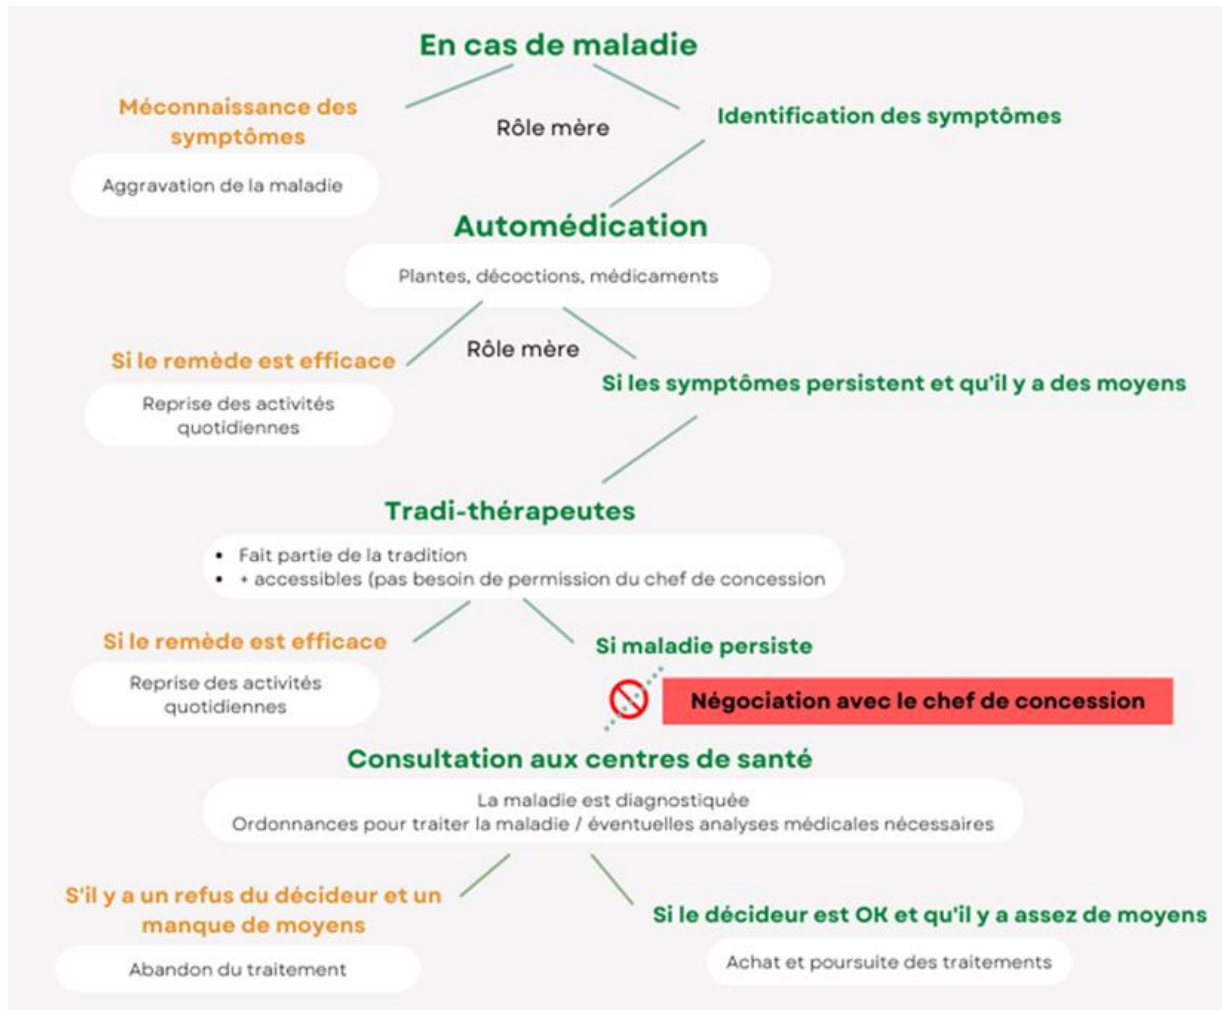 En cas de maladie
Méconnaissance des
symptômes
Aggravation de la maladie
Rôle mère
Identification des symptômes
Automédication
Plantes, décoctions, médicaments
Si le remède est efficace
Reprise des activités
quotidiennes
Rôle mère
Si les symptômes persistent et qu'il y a des moyens
Tradi-thérapeutes
• Fait partie de la tradition
• + accessibles (pas besoin de permission du chef de concession
Si le remède est efficace
Reprise des activités
quotidiennes
Si maladie persiste
Négociation avec le chef de concession
Consultation aux centres de santé
La maladie est diagnostiquée
Ordonnances pour traiter la maladie / éventuelles analyses médicales nécessaires
S'il y a un refus du décideur et un
manque de moyens
Abandon du traitement
Si le décideur est OK et qu'il y a assez de moyens
Achat et poursuite des traitements